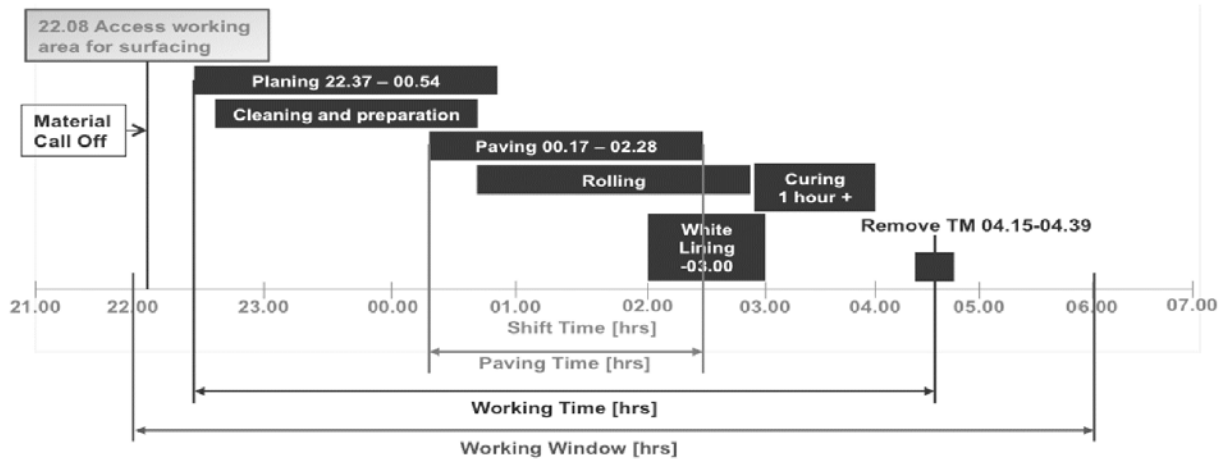 22.08 Access working
area for surfacing
Planing 22.37 – 00.54
Material
Call Off
Cleaning and preparation
Paving 00.17 – 02.28
Rolling
Curing
1 hour +
White
Lining
-03.00
Remove TM 04.15-04.39
21.00 22.00 23.00 00.00 01.00 02.00 03.00 04.00 05.00 06.00 07.00
Shift Time [hrs]
Paving Time [hrs]
Working Time [hrs]
Working Window [hrs]